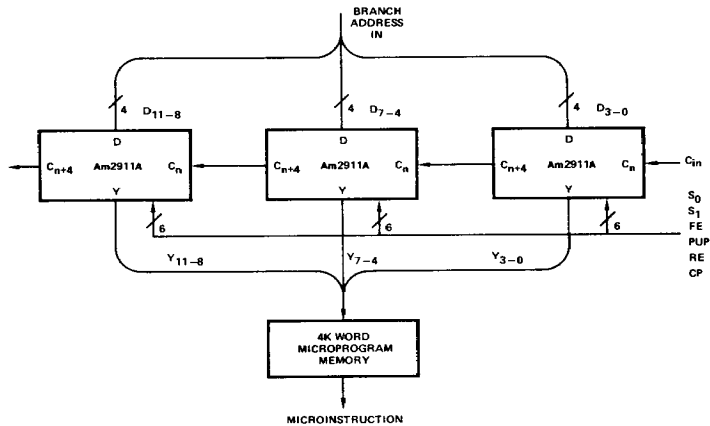 BRANCH
ADDRESS
IN
4 D11–8 4 D7–4 4 D3–0
D D D
Cn+4 Am2911A Cn Cn+4 Am2911A Cn Cn+4 Am2911A Cn Cin
Y Y Y
S0
S1
6 6 6 FE
PUP
Y11–8 Y7–4 Y3–0 RE
CP
4K WORD
MICROPROGRAM
MEMORY
MICROINSTRUCTION